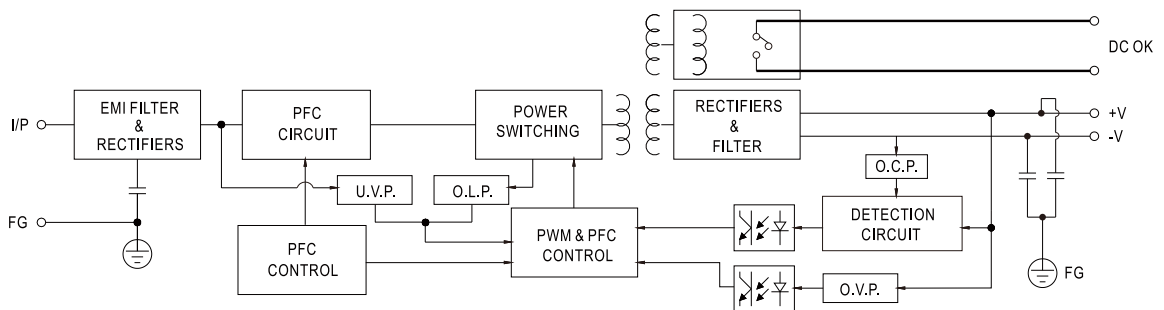 DC OK
I/P
EMI FILTER
&
RECTIFIERS
PFC
CIRCUIT
POWER
SWITCHING
RECTIFIERS
&
FILTER
+V
-V
U.V.P.
O.L.P.
O.C.P.
FG
PFC
CONTROL
PWM & PFC
CONTROL
DETECTION
CIRCUIT
FG
O.V.P.